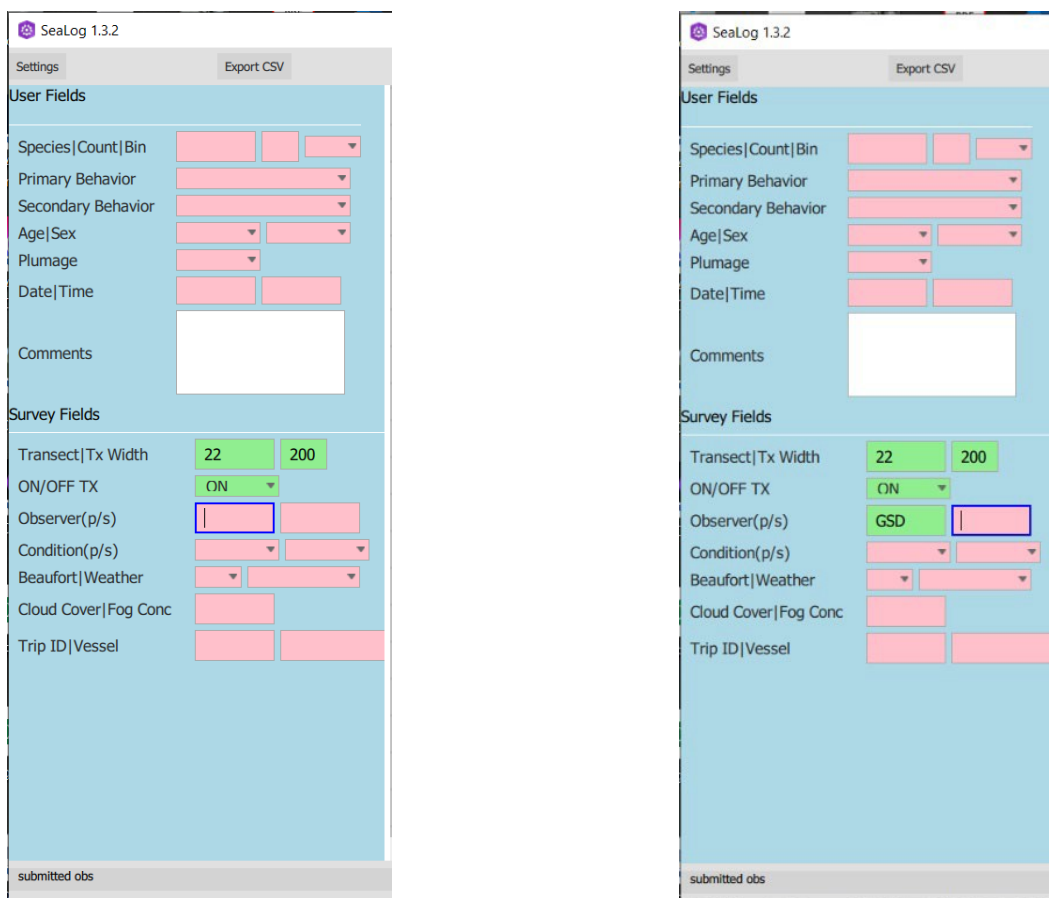 SeaLog 1.3.2
Settings Export CSV
User Fields
Species|Count|Bin
Primary Behavior
Secondary Behavior
Age|Sex
Plumage
Date|Time
Comments
Survey Fields
Transect|Tx Width 22 200
ON/OFF TX ON
Observer(p/s)
Condition(p/s)
Beaufort|Weather
Cloud Cover|Fog Conc
Trip ID|Vessel
submitted obs
SeaLog 1.3.2
Settings Export CSV
User Fields
Species|Count|Bin
Primary Behavior
Secondary Behavior
Age|Sex
Plumage
Date|Time
Comments
Survey Fields
Transect|Tx Width 22 200
ON/OFF TX ON
Observer(p/s) GSD
Condition(p/s)
Beaufort|Weather
Cloud Cover|Fog Conc
Trip ID|Vessel
submitted obs